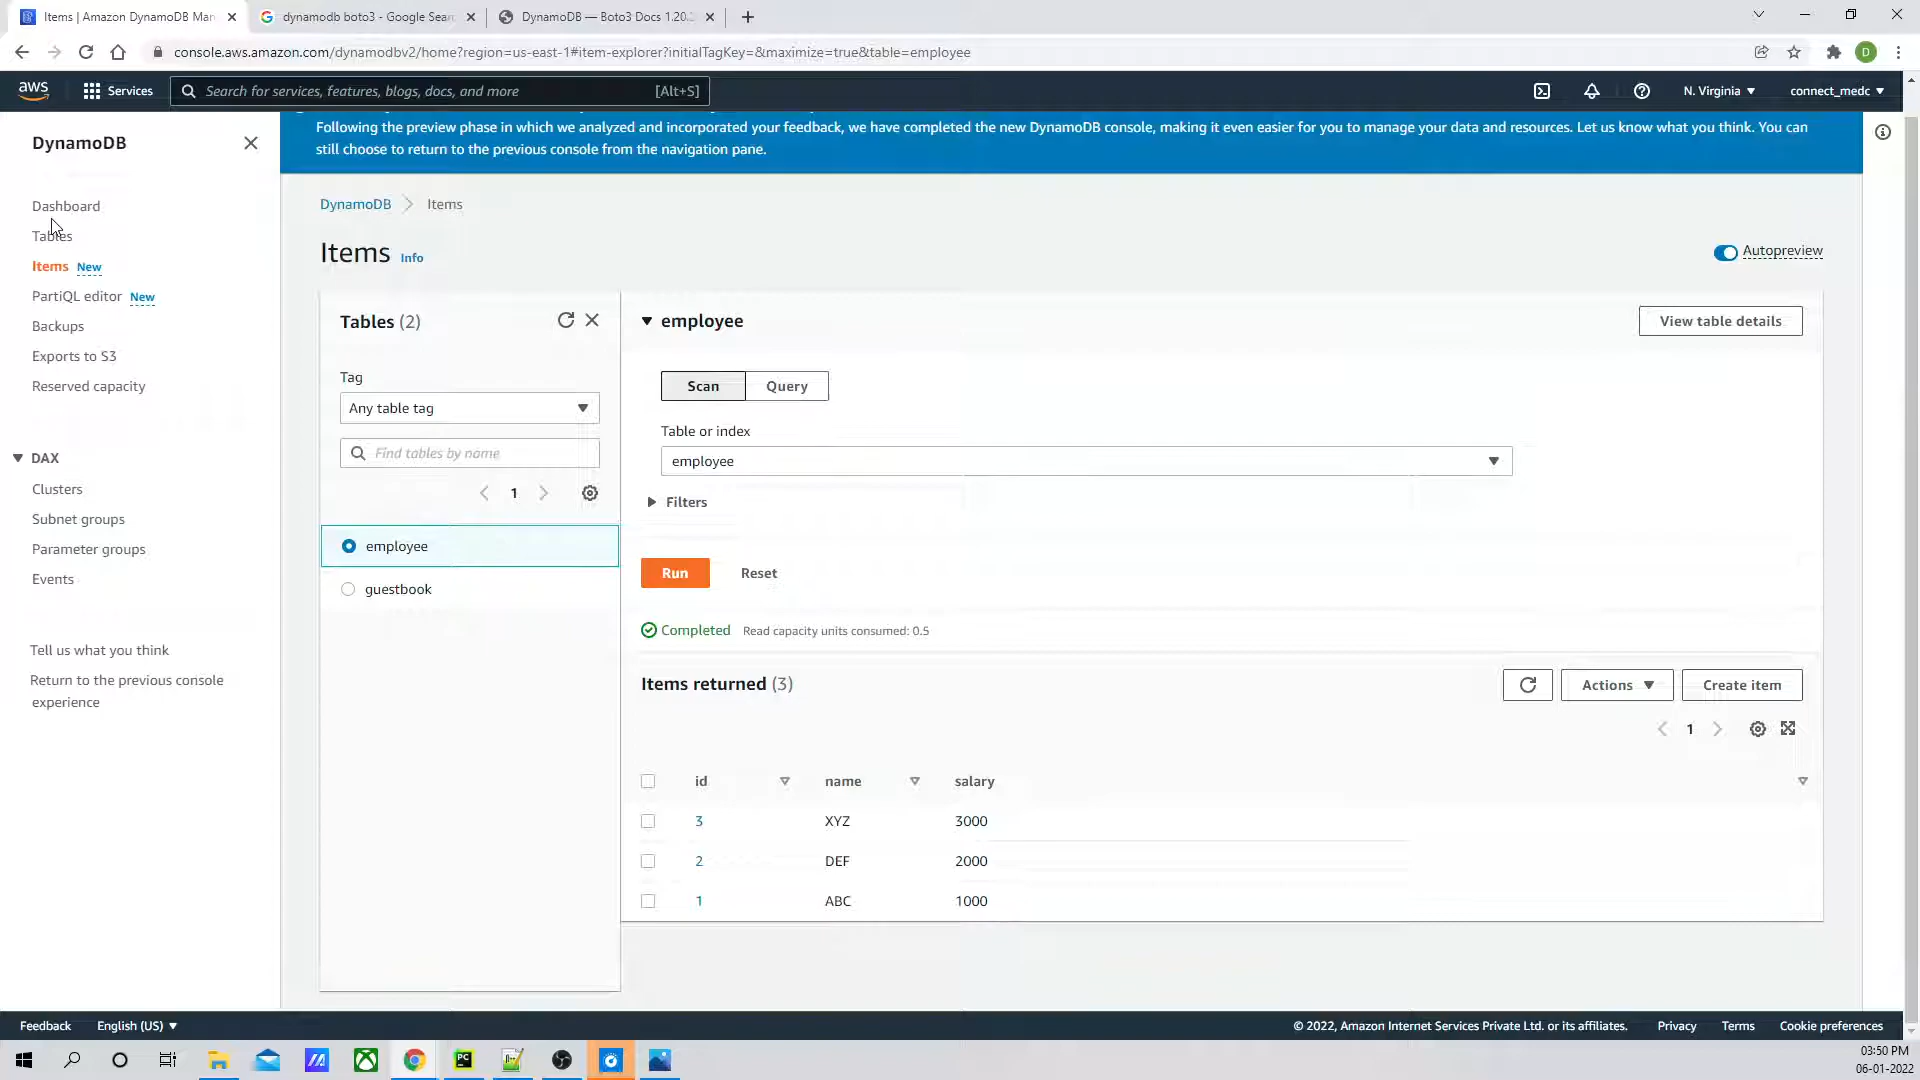 Items | Amazon DynamoDB Man
dynamodb boto3 - Google Sear
DynamoDB — Boto3 Docs 1.20.
console.aws.amazon.com/dynamodbv2/home?region=us-east-1#item-explorer?initialTagKey=&maximize=true&table=employee
D
aws
Services
Search for services, features, blogs, docs, and more
[Alt+S]
N. Virginia
connect_medc
DynamoDB
Following the preview phase in which we analyzed and incorporated your feedback, we have completed the new DynamoDB console, making it even easier for you to manage your data and resources. Let us know what you think. You can
still choose to return to the previous console from the navigation pane.
Dashboard
Tables
Items New
PartiQL editor New
Backups
Exports to S3
Reserved capacity
DAX
Clusters
Subnet groups
Parameter groups
Events
Tell us what you think
Return to the previous console
experience
DynamoDB
Items
Items Info
Autopreview
Tables (2)
Tag
Any table tag
Find tables by name
1
employee
guestbook
employee
View table details
Scan
Query
Table or index
employee
Filters
Run
Reset
Completed
Read capacity units consumed: 0.5
Items returned (3)
Actions
Create item
1
id name salary
3 XYZ 3000
2 DEF 2000
1 ABC 1000
Feedback
English (US)
© 2022, Amazon Internet Services Private Ltd. or its affiliates.
Privacy
Terms
Cookie preferences
PC
03:50 PM
06-01-2022